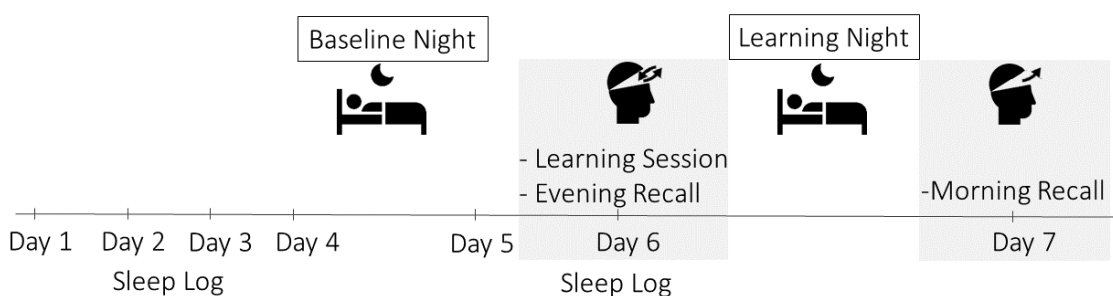 Baseline Night
Learning Night
- Learning Session
- Evening Recall
-Morning Recall
Day 1
Day 2
Day 3
Day 4
Day 5
Day 6
Day 7
Sleep Log
Sleep Log